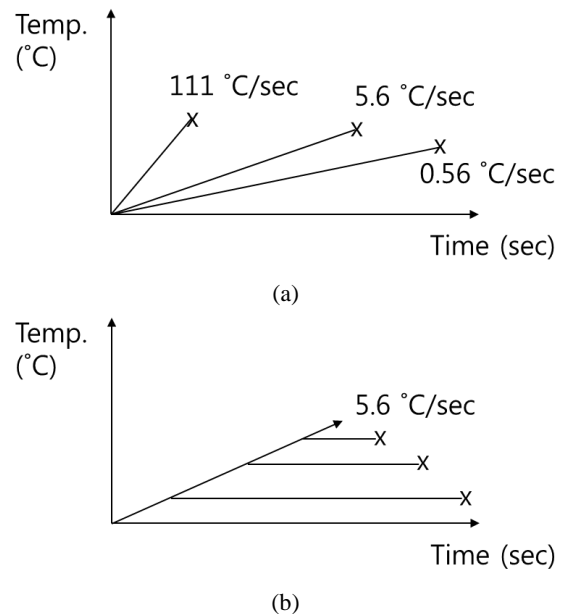 Temp.
(˚C)
111 ˚C/sec
5.6 ˚C/sec
0.56 ˚C/sec
Time (sec)
(a)
Temp.
(˚C)
5.6 ˚C/sec
Time (sec)
(b)